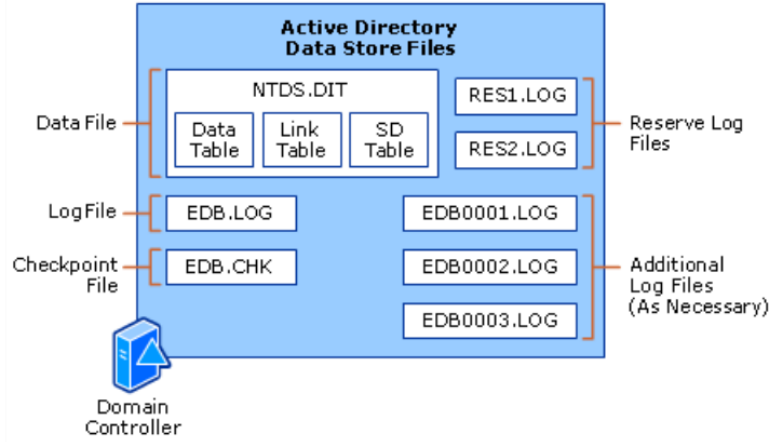 Active Directory
Data Store Files
Data File
NTDS.DIT
Data
Table
Link
Table
SD
Table
RES1.LOG
RES2.LOG
Reserve Log
Files
Log File
EDB.LOG
Checkpoint
File
EDB.CHK
EDB0001.LOG
EDB0002.LOG
EDB0003.LOG
Additional
Log Files
(As Necessary)
Domain
Controller